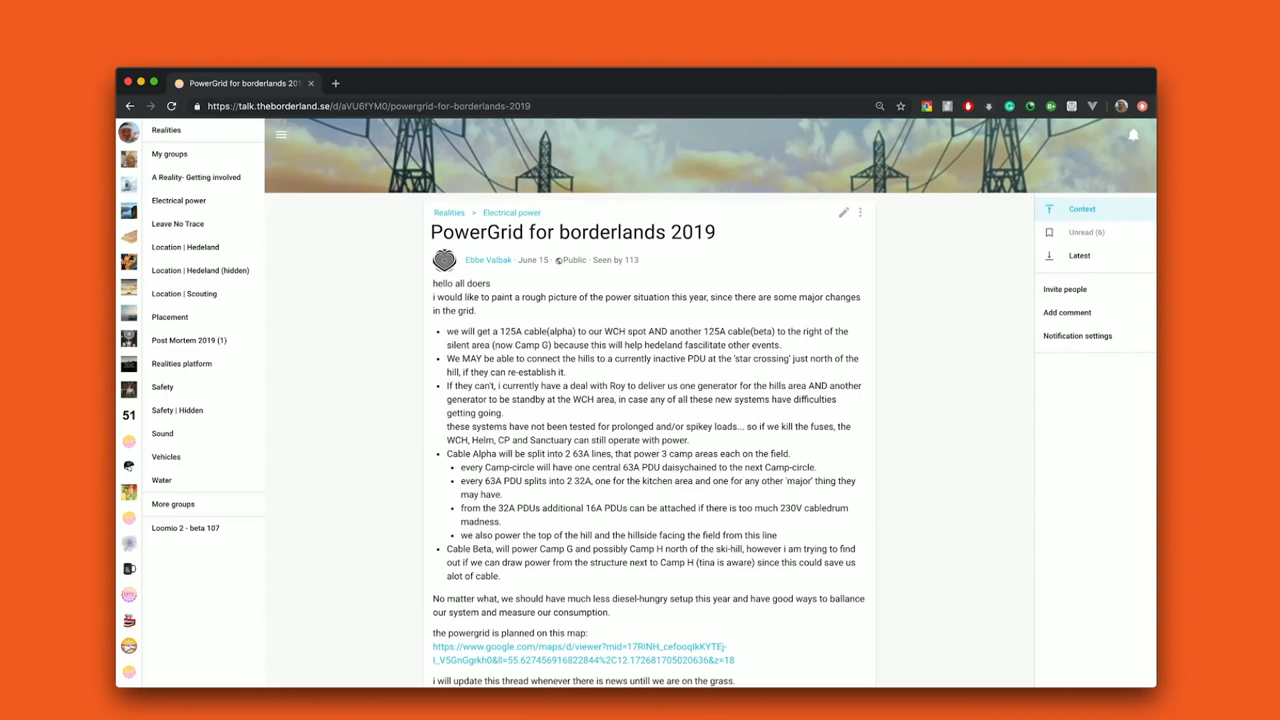 PowerGrid for borderlands 201
https://talk.theborderland.se/d/aVU6fYM0/powergrid-for-borderlands-2019
Realities
My groups
A Reality- Getting involved
Electrical power
Leave No Trace
Location | Hedeland
Location | Hedeland (hidden)
Location | Scouting
Placement
Post Mortem 2019 (1)
Realities platform
Safety
Safety | Hidden
Sound
Vehicles
Water
More groups
Loomio 2 - beta 107
51
Realities > Electrical power
PowerGrid for borderlands 2019
Ebbe Valbak · June 15 · Public · Seen by 113
hello all doers
i would like to paint a rough picture of the power situation this year, since there are some major changes
in the grid.
• we will get a 125A cable(alpha) to our WCH spot AND another 125A cable(beta) to the right of the
silent area (now Camp G) because this will help hedeland fascilitate other events.
• We MAY be able to connect the hills to a currently inactive PDU at the 'star crossing' just north of the
hill, if they can re-establish it.
• If they can't, i currently have a deal with Roy to deliver us one generator for the hills area AND another
generator to be standby at the WCH area, in case any of all these new systems have difficulties
getting going.
these systems have not been tested for prolonged and/or spikey loads... so if we kill the fuses, the
WCH, Helm, CP and Sanctuary can still operate with power.
• Cable Alpha will be split into 2 63A lines, that power 3 camp areas each on the field.
• every Camp-circle will have one central 63A PDU daisychained to the next Camp-circle.
• every 63A PDU splits into 2 32A, one for the kitchen area and one for any other 'major' thing they
may have.
• from the 32A PDUs additional 16A PDUs can be attached if there is too much 230V cabledrum
madness.
• we also power the top of the hill and the hillside facing the field from this line
• Cable Beta, will power Camp G and possibly Camp H north of the ski-hill, however i am trying to find
out if we can draw power from the structure next to Camp H (tina is aware) since this could save us
alot of cable.
No matter what, we should have much less diesel-hungry setup this year and have good ways to ballance
our system and measure our consumption.
the powergrid is planned on this map:
https://www.google.com/maps/d/viewer?mid=17RINH_cefooqIkKYTEj-
I_V5GnGgrkh0&ll=55.627456916822844%2C12.172681705020636&z=18
i will update this thread whenever there is news untill we are on the grass.
Context
Unread (6)
Latest
Invite people
Add comment
Notification settings